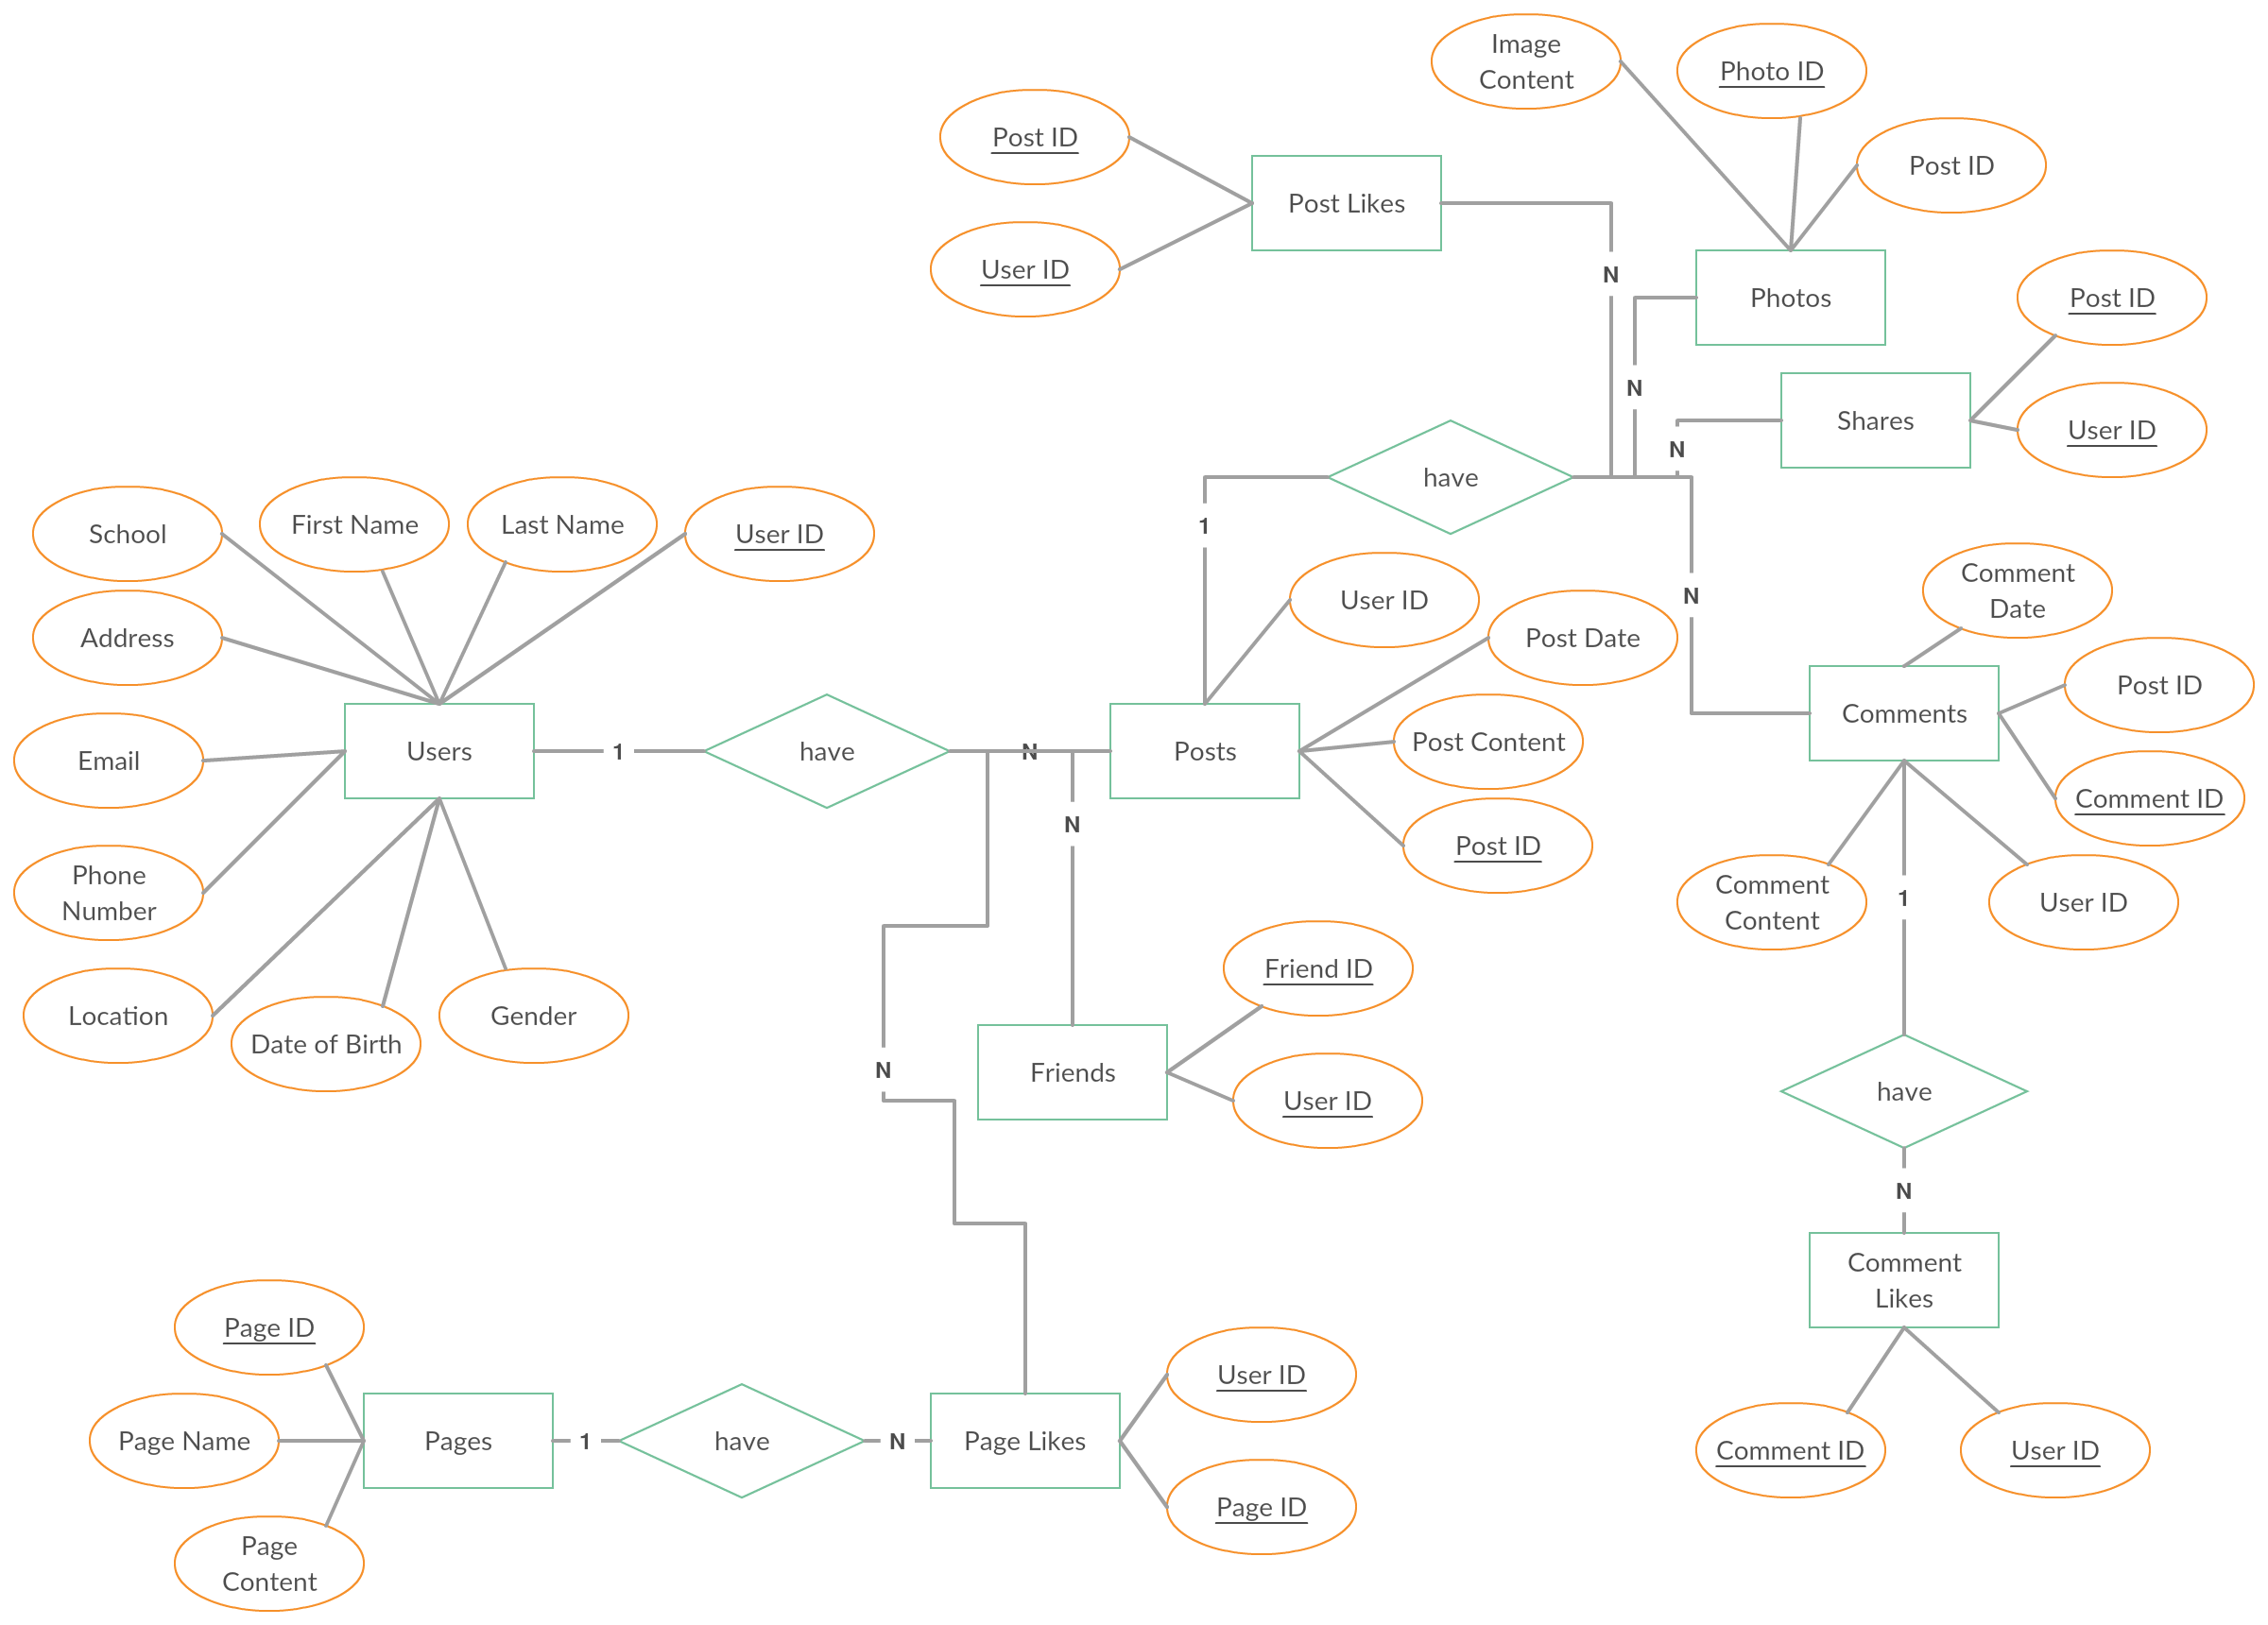 Image
Content
Photo ID
Post ID
Post ID
User ID
Post Likes
N
Photos
N
Post ID
User ID
Shares
N
have
1
School
First Name
Last Name
User ID
Address
Email
Phone
Number
Location
Date of Birth
Gender
Users
1
have
N
Posts
User ID
Post Date
Post Content
Post ID
N
Comment
Date
Post ID
Comments
Comment ID
Comment
Content
User ID
1
N
N
Friend ID
User ID
Friends
have
N
Comment
Likes
Comment ID
User ID
Page ID
Page Name
Page
Content
Pages
1
have
N
Page Likes
User ID
Page ID